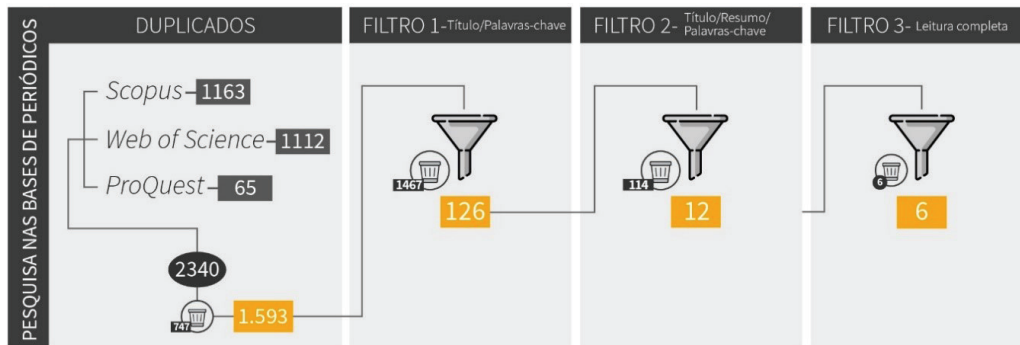 PESQUISA NAS BASES DE PERIÓDICOS
DUPLICADOS
Scopus 1163
Web of Science 1112
ProQuest 65
2340
747
1.593
FILTRO 1-Título/Palavras-chave
1467
126
FILTRO 2- Título/Resumo/
Palavras-chave
114
12
FILTRO 3- Leitura completa
6
6